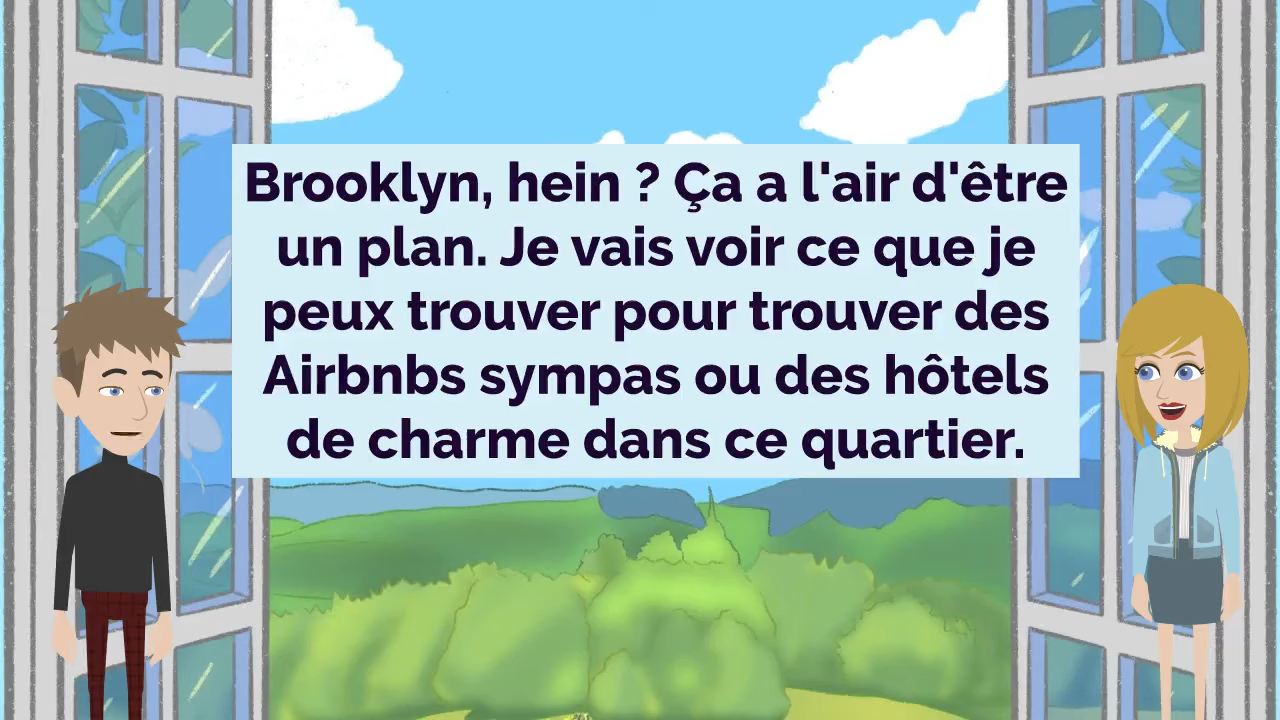 Brooklyn, hein ? Ça a l'air d'être
un plan. Je vais voir ce que je
peux trouver pour trouver des
Airbnbs sympas ou des hôtels
de charme dans ce quartier.